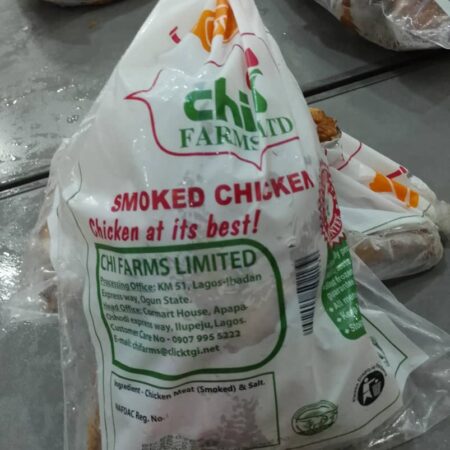 chi
FARMS LTD
SMOKED CHICKEN
Chicken at its best!
CHI FARMS LIMITED
Processing Office: KM 51, Lagos-Ibadan
Express way, Ogun State.
Head Office: Cormart House, Apapa-
Oshodi express way, Ilupeju, Lagos.
Customer Care No - 0907 995 5222
E-mail: chifarms@clicktgi.net
Ingredient - Chicken Meat (Smoked) & Salt.
NAFDAC Reg. No-